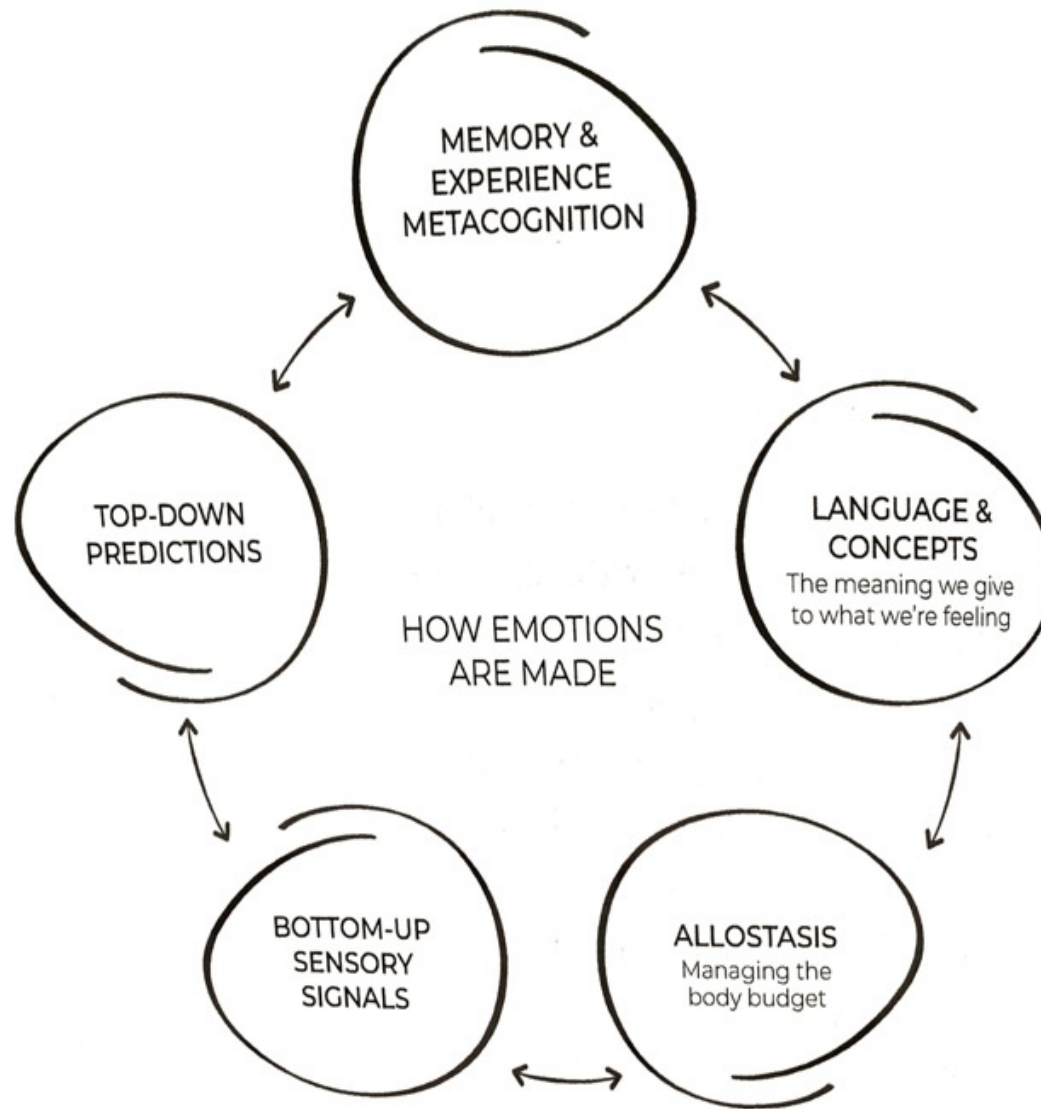 MEMORY &
EXPERIENCE
METACOGNITION
TOP-DOWN
PREDICTIONS
LANGUAGE &
CONCEPTS
The meaning we give
to what we're feeling
HOW EMOTIONS
ARE MADE
BOTTOM-UP
SENSORY
SIGNALS
ALLOSTASIS
Managing the
body budget